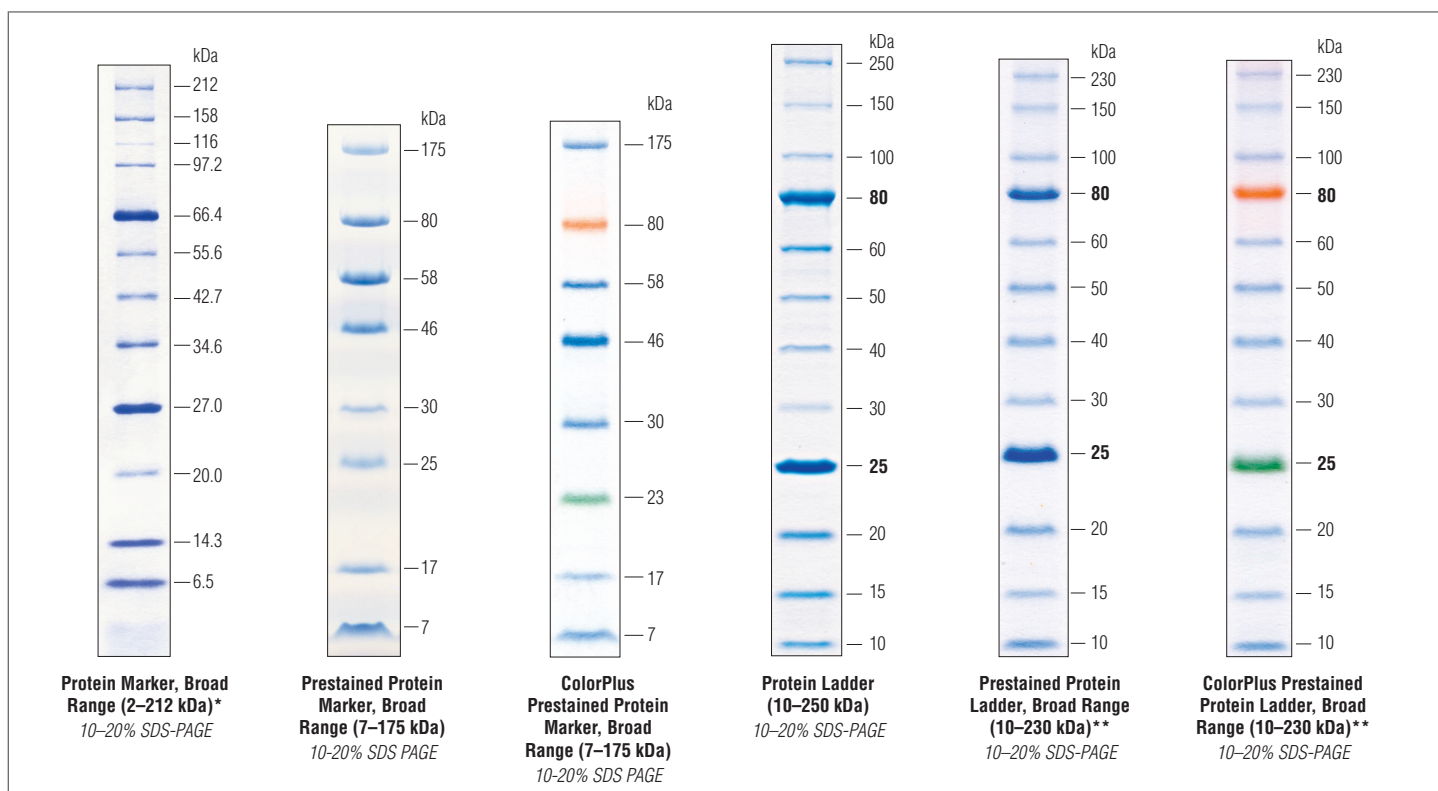 kDa
212
158
116
97.2
66.4
55.6
42.7
34.6
27.0
20.0
14.3
6.5
Protein Marker, Broad
Range (2–212 kDa)*
10–20% SDS-PAGE
kDa
175
80
58
46
30
25
17
7
Prestained Protein
Marker, Broad
Range (7–175 kDa)
10-20% SDS PAGE
kDa
175
80
58
46
30
23
17
7
ColorPlus
Prestained Protein
Marker, Broad
Range (7–175 kDa)
10-20% SDS PAGE
kDa
250
150
100
80
60
50
40
30
25
20
15
10
Protein Ladder
(10–250 kDa)
10–20% SDS-PAGE
kDa
230
150
100
80
60
50
40
30
25
20
15
10
Prestained Protein
Ladder, Broad Range
(10–230 kDa)**
10–20% SDS-PAGE
kDa
230
150
100
80
60
50
40
30
25
20
15
10
ColorPlus Prestained
Protein Ladder, Broad
Range (10–230 kDa)**
10–20% SDS-PAGE